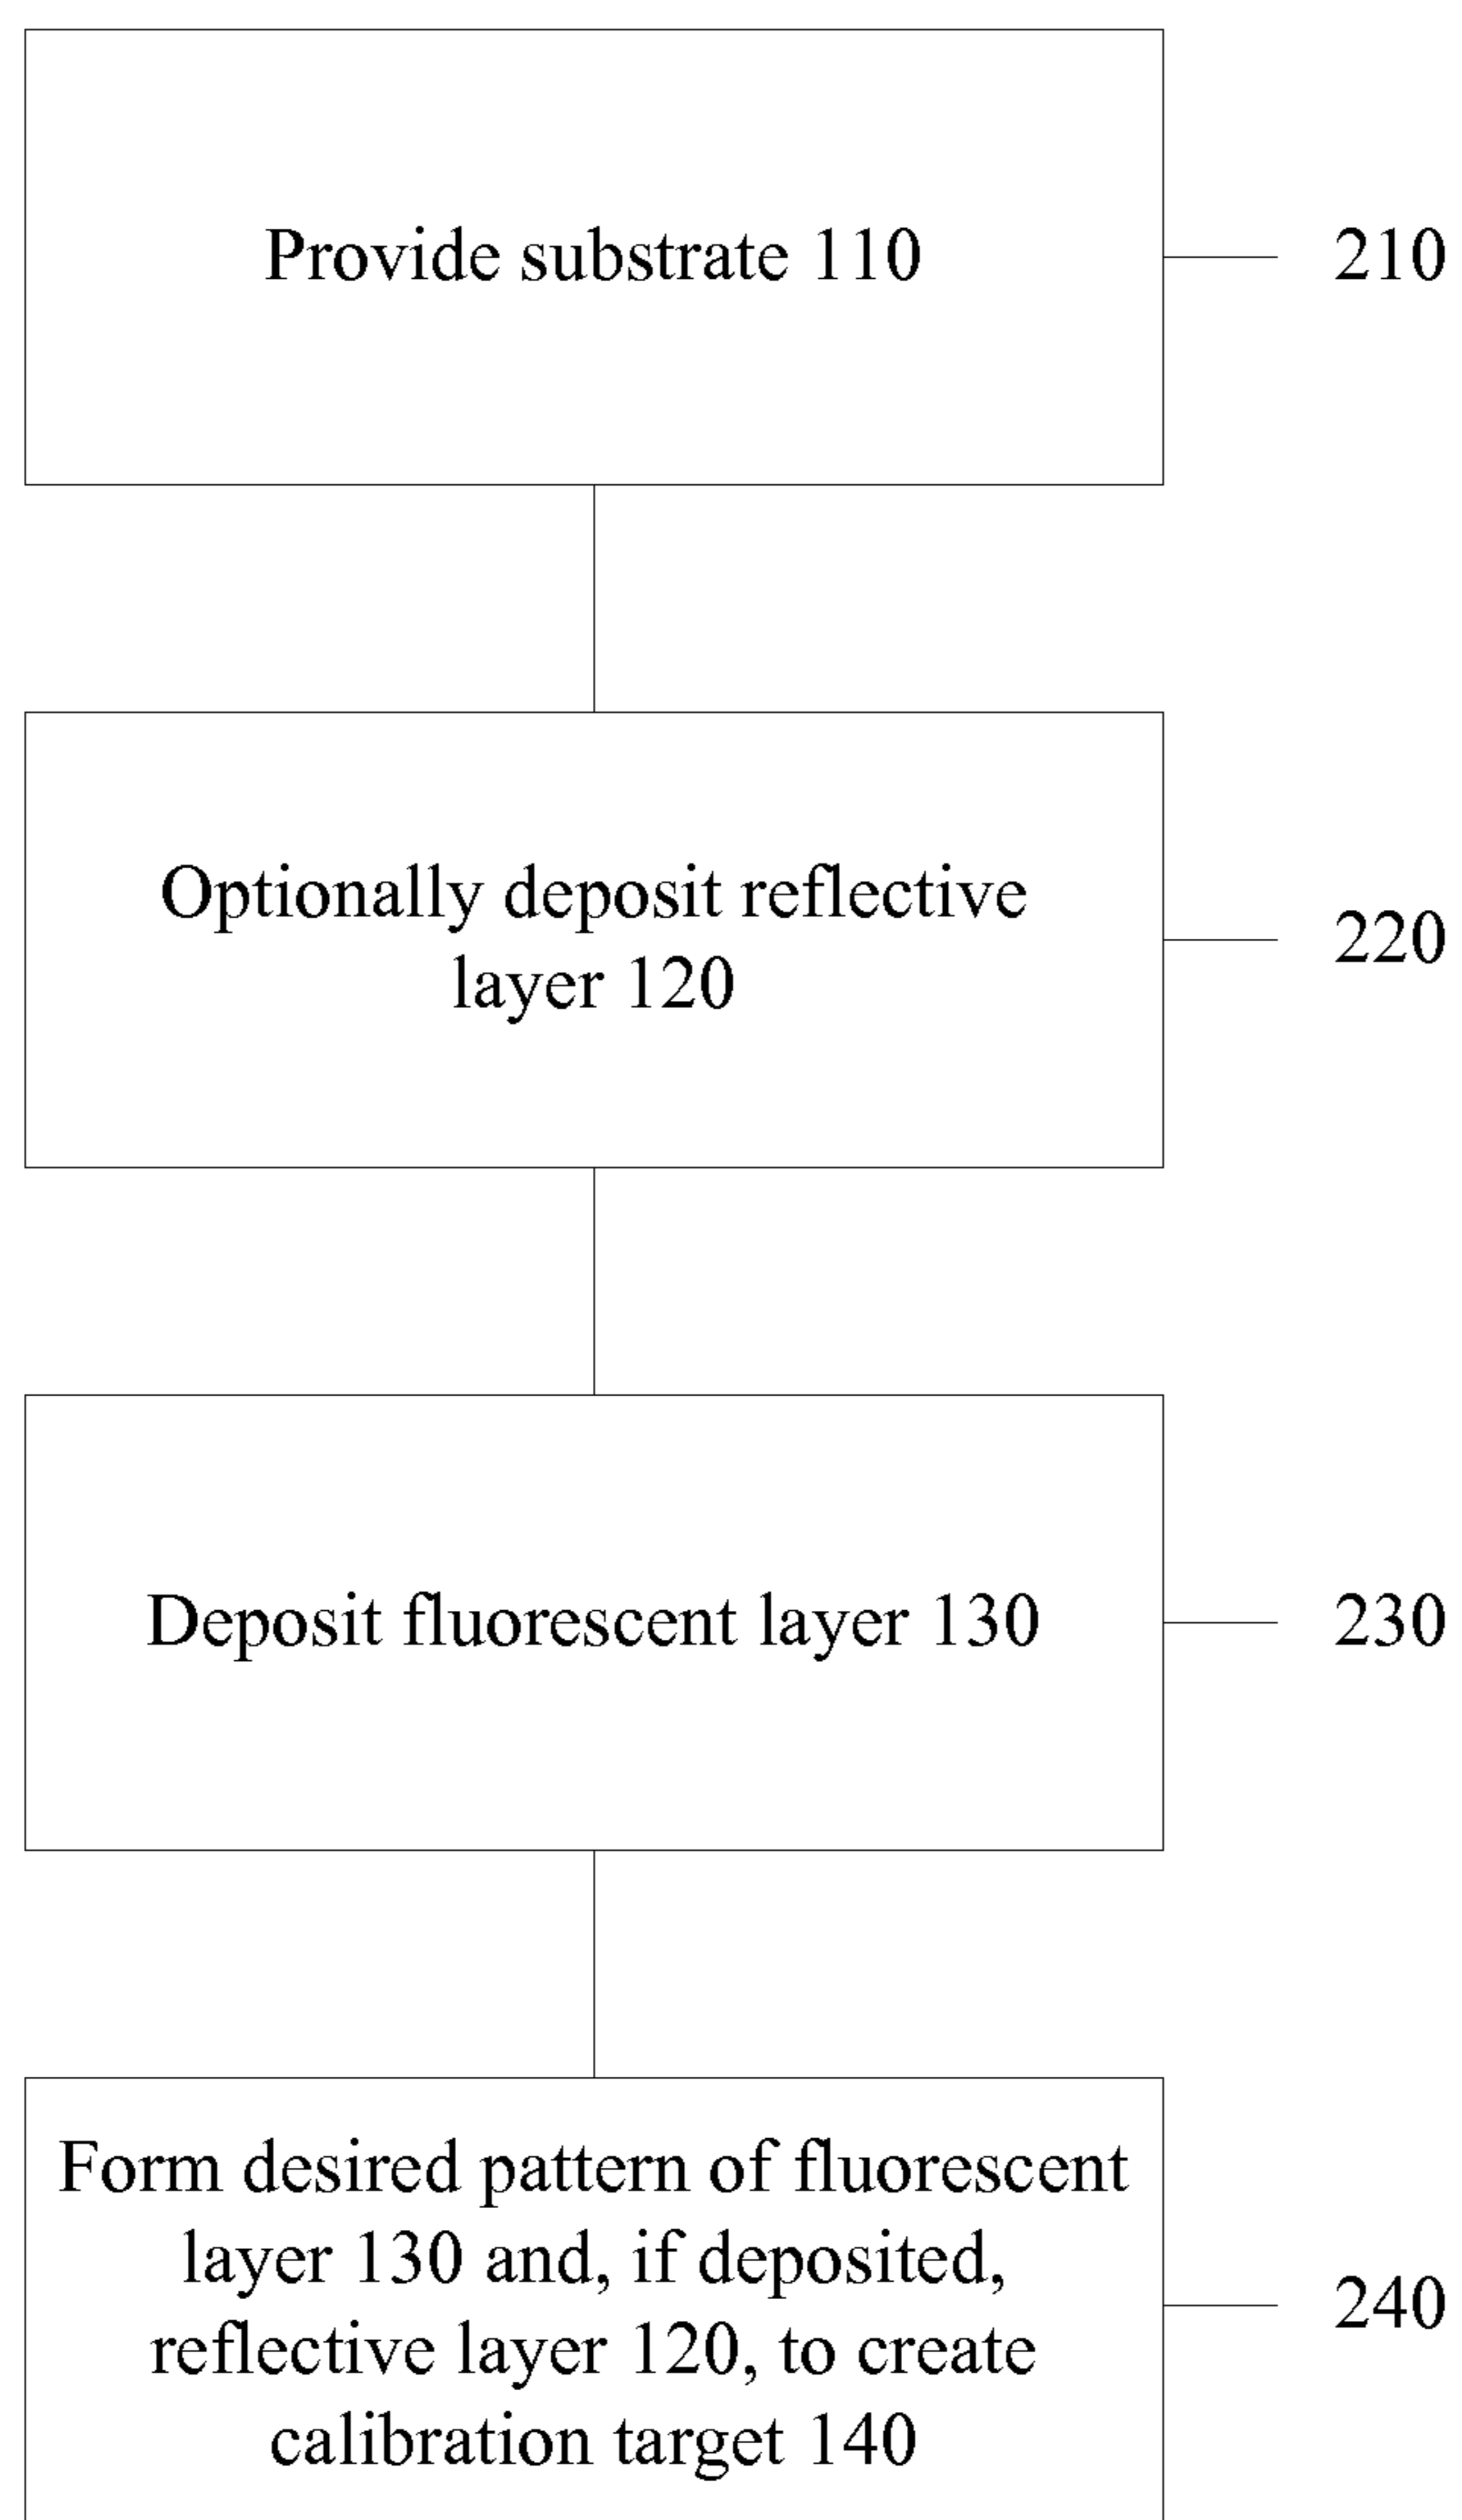 Provide substrate 110
210
Optionally deposit reflective
layer 120
220
Deposit fluorescent layer 130
230
Form desired pattern of fluorescent
layer 130 and, if deposited,
reflective layer 120, to create
calibration target 140
240